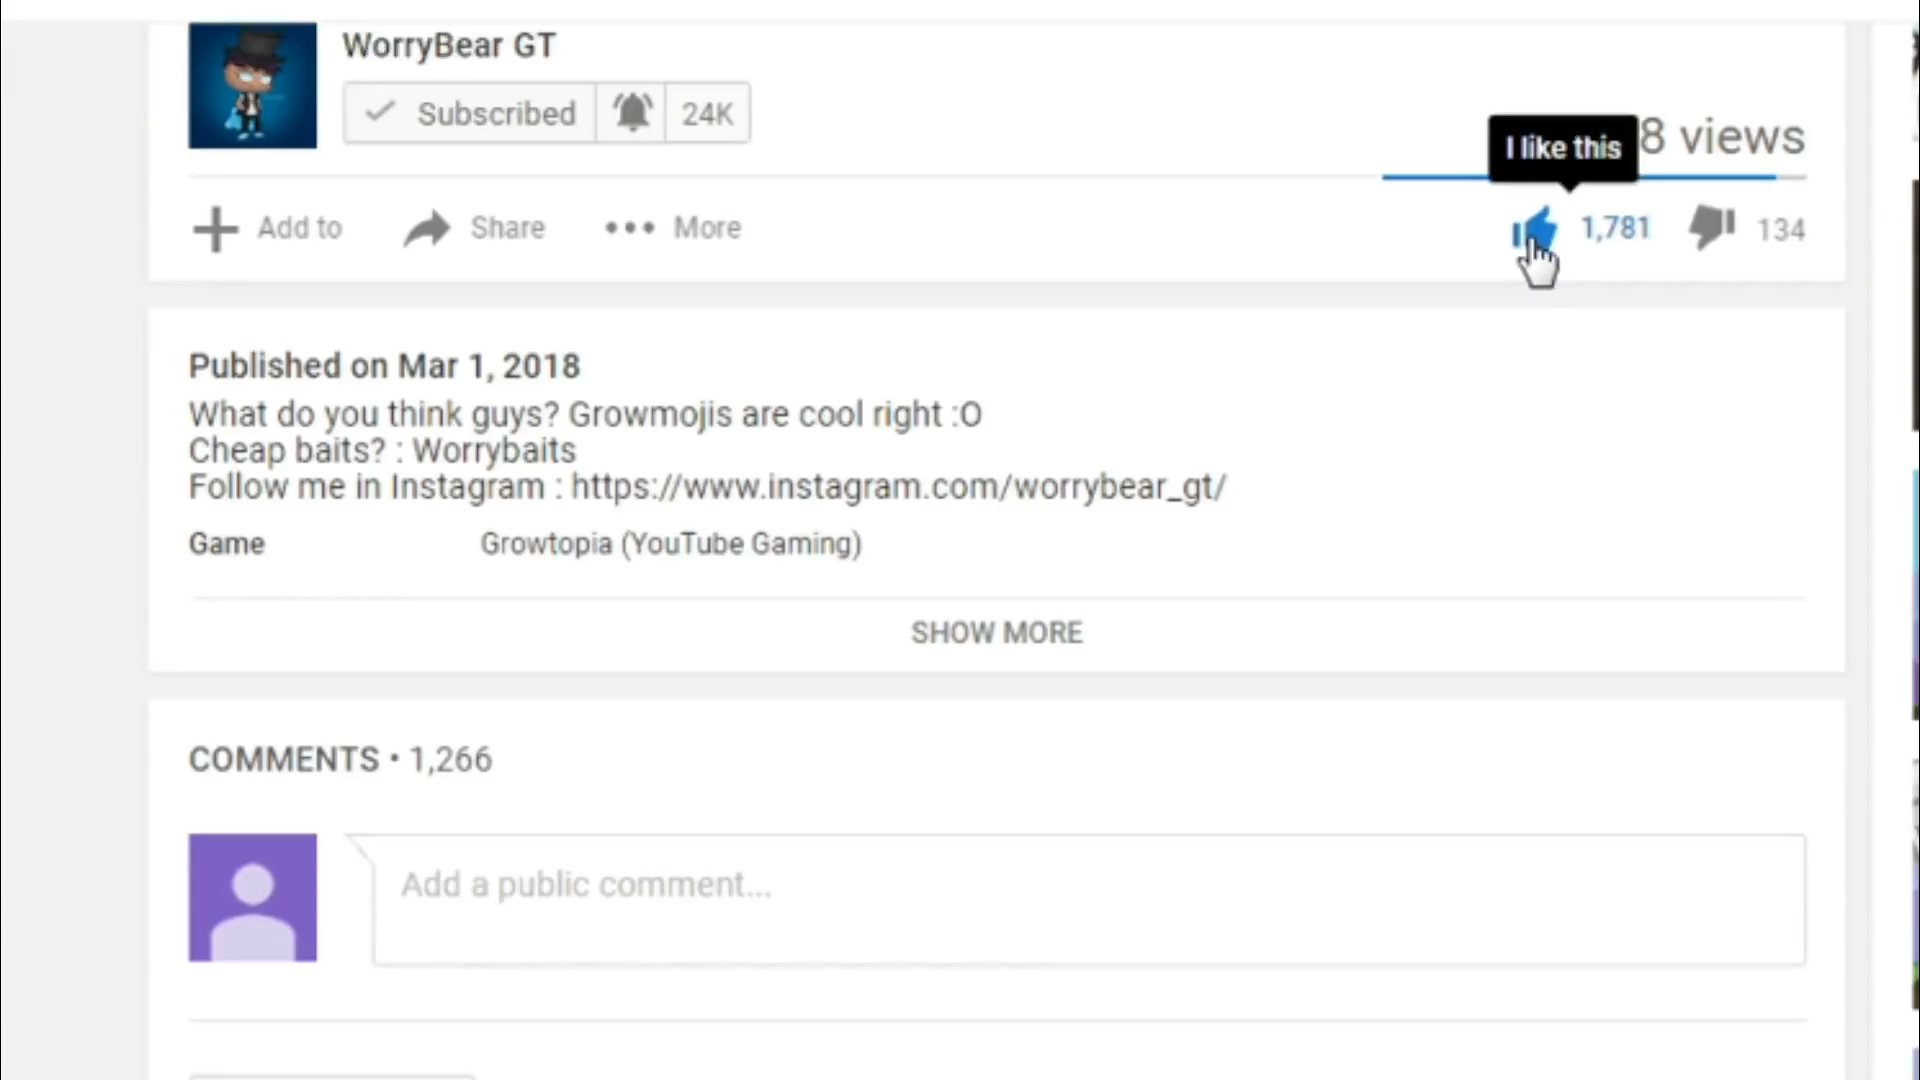 WorryBear GT
Subscribed 24K
I like this
8 views
Add to Share More 1,781 134
Published on Mar 1, 2018
What do you think guys? Growmojis are cool right :O
Cheap baits? : Worrybaits
Follow me in Instagram : https://www.instagram.com/worrybear_gt/
Game Growtopia (YouTube Gaming)
SHOW MORE
COMMENTS • 1,266
Add a public comment...